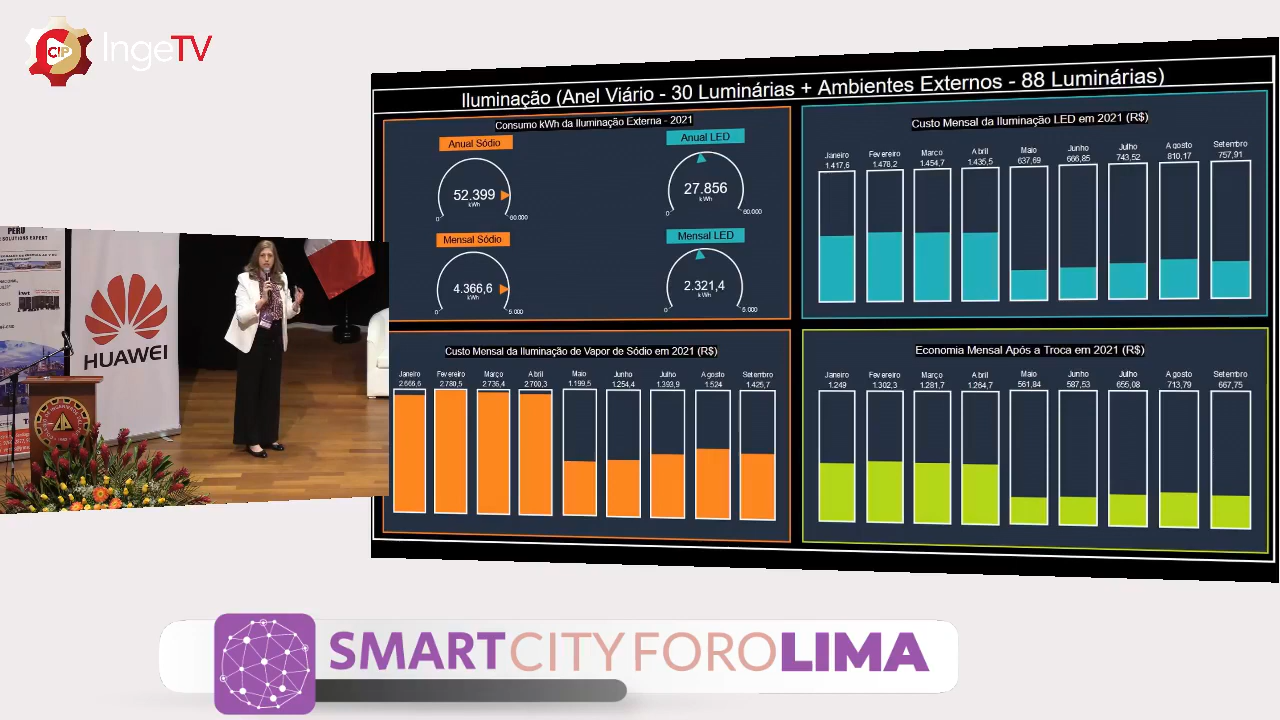 CIP IngeTV
Iluminação (Anel Viário - 30 Luminárias + Ambientes Externos - 88 Luminárias)
Consumo kWh da Iluminação Externa - 2021
Anual Sódio
52.399
kWh
0
60.000
Anual LED
27.856
kWh
0
60.000
Mensal Sódio
4.366,6
kWh
0
5.000
Mensal LED
2.321,4
kWh
0
5.000
Custo Mensal da Iluminação LED em 2021 (R$)
Janeiro Fevereiro Março Abril Maio Junho Julho Agosto Setembro
1.417,6 1.478,2 1.454,7 1.435,5 637,69 666,85 743,52 810,17 757,91
Custo Mensal da Iluminação de Vapor de Sódio em 2021 (R$)
Janeiro Fevereiro Março Abril Maio Junho Julho Agosto Setembro
2.666,6 2.780,5 2.736,4 2.700,3 1.199,5 1.254,4 1.393,9 1.524 1.425,7
Economia Mensal Após a Troca em 2021 (R$)
Janeiro Fevereiro Março Abril Maio Junho Julho Agosto Setembro
1.249 1.302,3 1.281,7 1.264,7 561,84 587,53 655,08 713,79 667,75
PERU
SOLUTIONS EXPERT
HUAWEI
SMARTCITYFOROLIMA